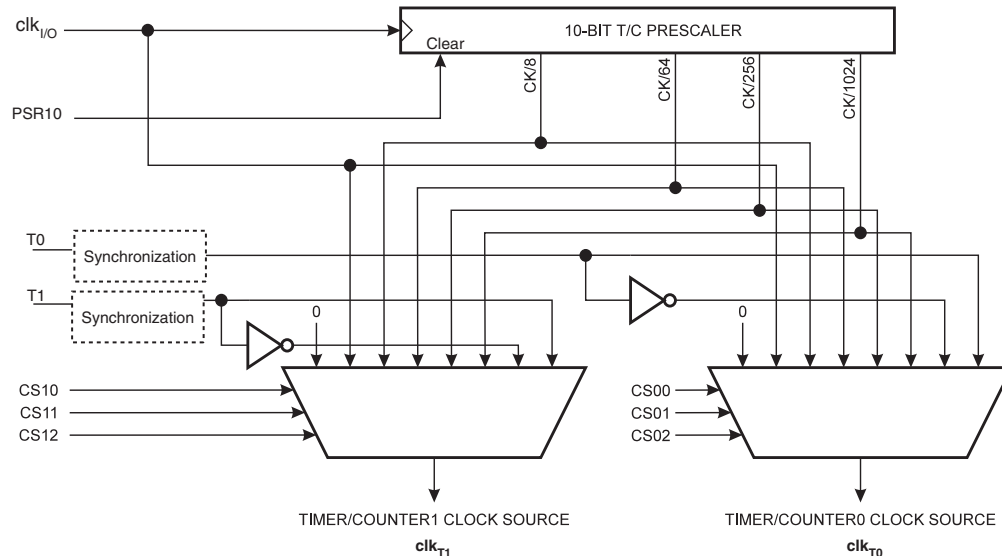 clkI/O
10-BIT T/C PRESCALER
Clear
CK/8
CK/64
CK/256
CK/1024
PSR10
T0
Synchronization
T1
Synchronization
0
0
CS10
CS11
CS12
CS00
CS01
CS02
TIMER/COUNTER1 CLOCK SOURCE
clkT1
TIMER/COUNTER0 CLOCK SOURCE
clkT0